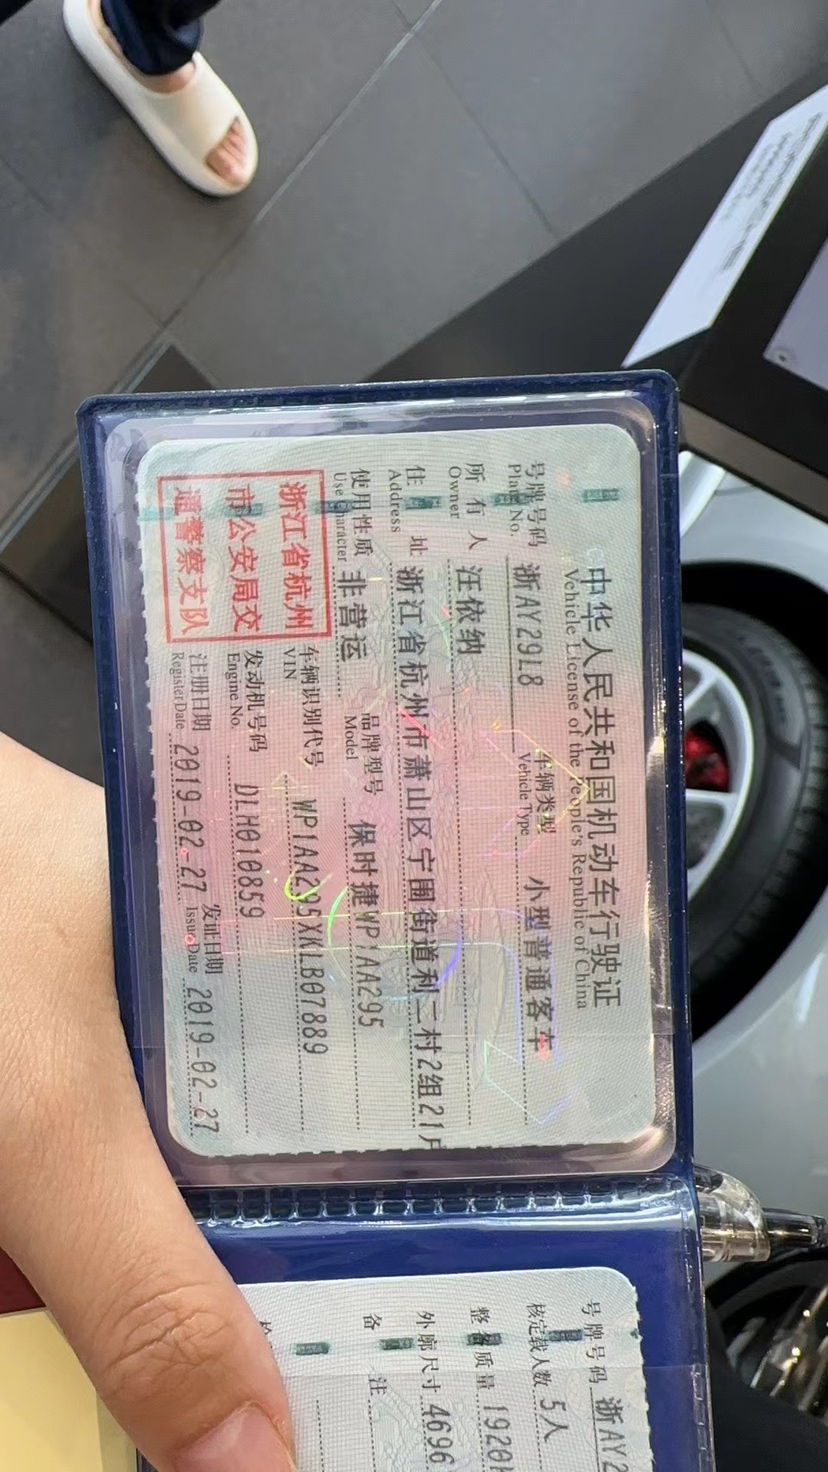 中华人民共和国机动车行驶证
Vehicle License of the People's Republic of China
号牌号码 浙AY29L8 车辆类型 小型普通客车
Plate No. Vehicle Type
所有人 汪依纳
Owner
住址 浙江省杭州市萧山区宁围街道利二村2组21户
Address
使用性质 非营运 品牌型号 保时捷WP1AA295
Use Character Model
浙江省杭州
市公安局交
通警察支队
车辆识别代号 WP1AA295XKLB07889
VIN
发动机号码 DLH010859
Engine No.
注册日期 2019-02-27 发证日期 2019-02-27
Register Date Issue Date
号牌号码 浙AY2
核定载人数 5人
整备质量 1920k
外廓尺寸 4696
备注